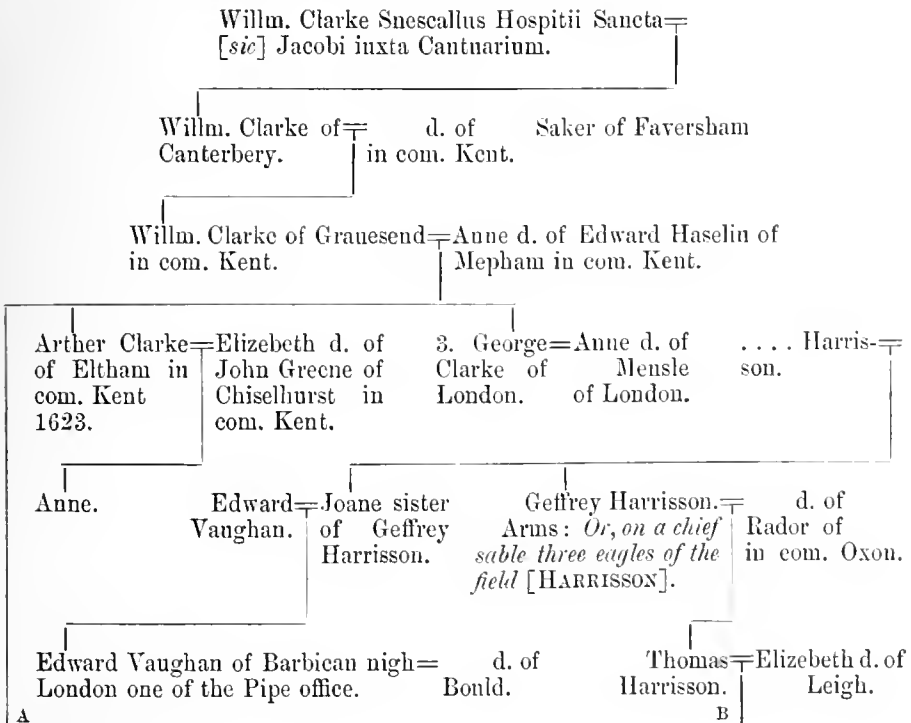 Willm. Clarke Snescallus Hospitii Sancta
[sic] Jacobi iuxta Cantuarium.
Willm. Clarke of d. of Saker of Faversham
Canterbery. in com. Kent.
Willm. Clarke of Grauesend Anne d. of Edward Haselin of
in com. Kent. Mepham in com. Kent.
Arther Clarke Elizebeth d. of 3. George Anne d. of .... Harris-
of Eltham in John Greene of Clarke of Mensle son.
com. Kent Chiselhurst in London. of London.
1623. com. Kent.
Anne. Edward Joane sister Geffrey Harrisson. d. of
Vaughan. of Geffrey Arms: Or, on a chief Rador of
Harrisson. sable three eagles of the in com. Oxon.
field [HARRISSON].
Edward Vaughan of Barbican nigh d. of Thomas Elizebeth d. of
London one of the Pipe office. Bould. Harrisson. Leigh.
A B